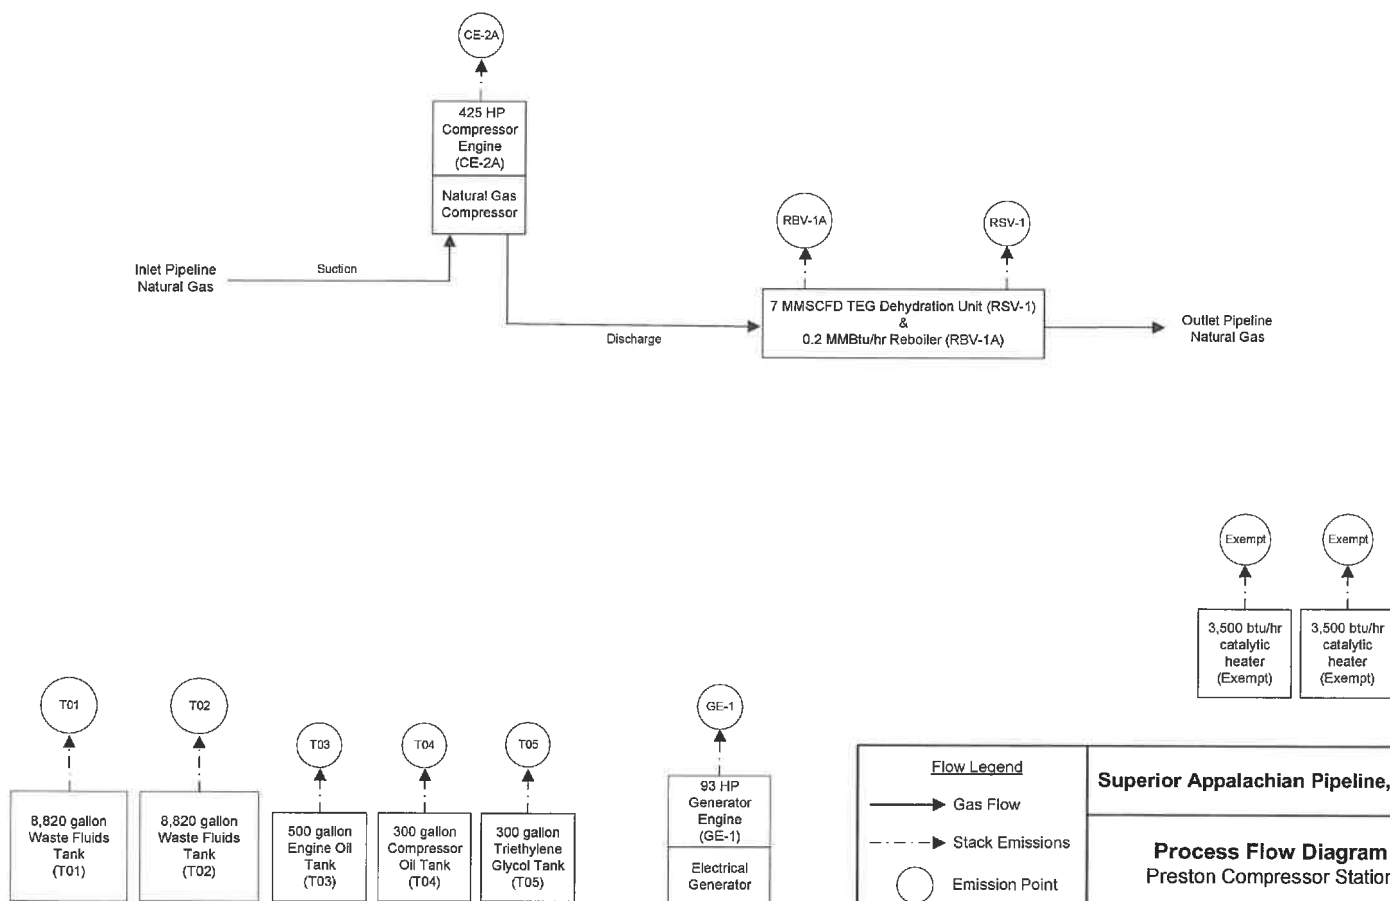 CE-2A
425 HP
Compressor
Engine
(CE-2A)
Natural Gas
Compressor
RBV-1A
RSV-1
Inlet Pipeline
Natural Gas
Suction
7 MMSCFD TEG Dehydration Unit (RSV-1)
&
0.2 MMBtu/hr Reboiler (RBV-1A)
Discharge
Outlet Pipeline
Natural Gas
Exempt
Exempt
3,500 btu/hr
catalytic
heater
(Exempt)
3,500 btu/hr
catalytic
heater
(Exempt)
T01
T02
T03
T04
T05
GE-1
8,820 gallon
Waste Fluids
Tank
(T01)
8,820 gallon
Waste Fluids
Tank
(T02)
500 gallon
Engine Oil
Tank
(T03)
300 gallon
Compressor
Oil Tank
(T04)
300 gallon
Triethylene
Glycol Tank
(T05)
93 HP
Generator
Engine
(GE-1)
Electrical
Generator
Flow Legend
Gas Flow
Stack Emissions
Emission Point
Superior Appalachian Pipeline,
Process Flow Diagram
Preston Compressor Station